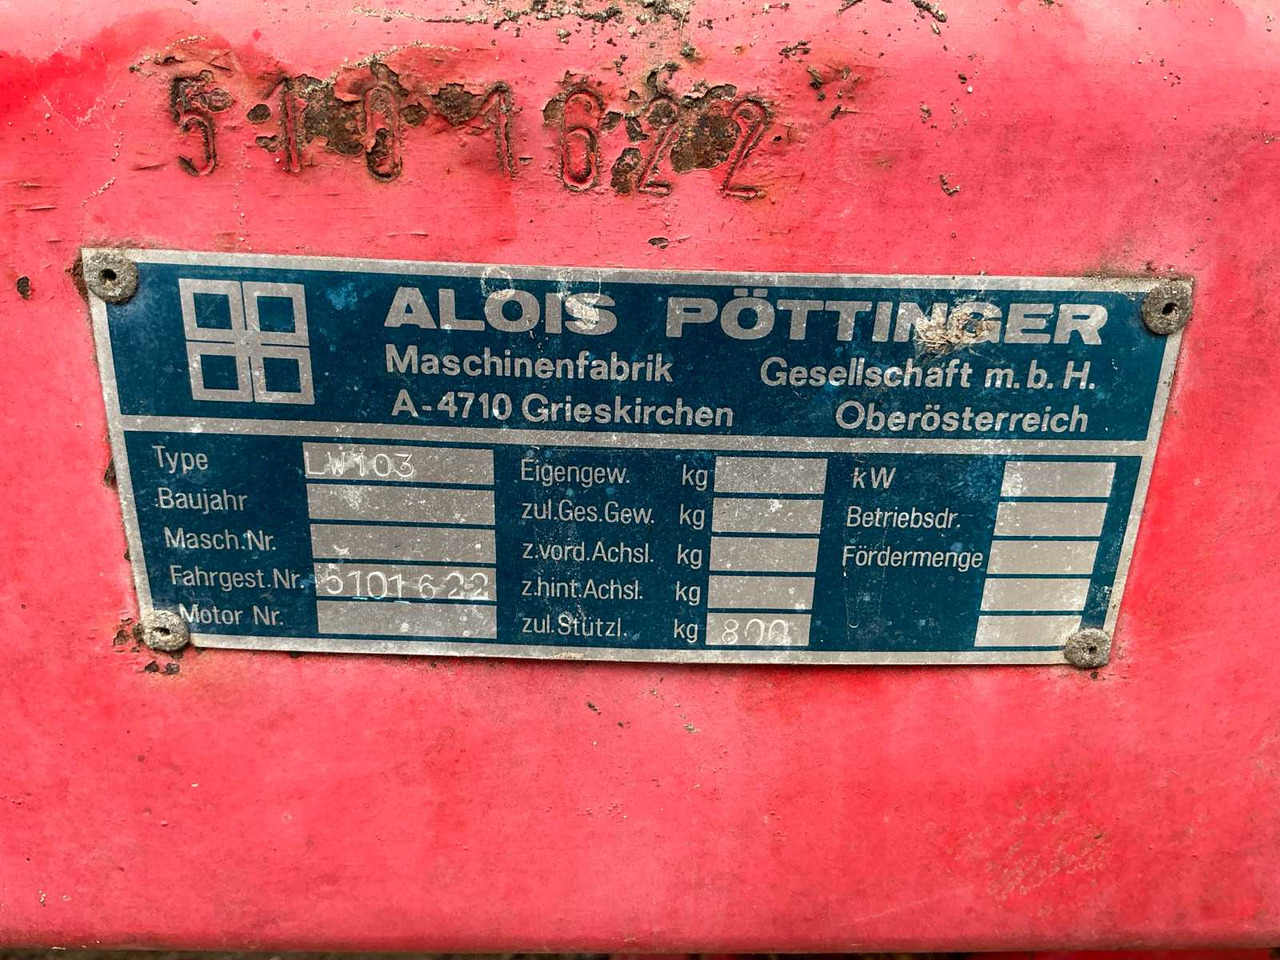 5101622
ALOIS PÖTTINGER
Maschinenfabrik Gesellschaft m.b.H.
A-4710 Grieskirchen Oberösterreich
Type LW103 Eigengew. kg kW
Baujahr zul.Ges.Gew. kg Betriebsdr.
Masch.Nr. z.vord.Achsl. kg Fördermenge
Fahrgest.Nr. 5101622 z.hint.Achsl. kg
Motor Nr. zul.Stützl. kg 800